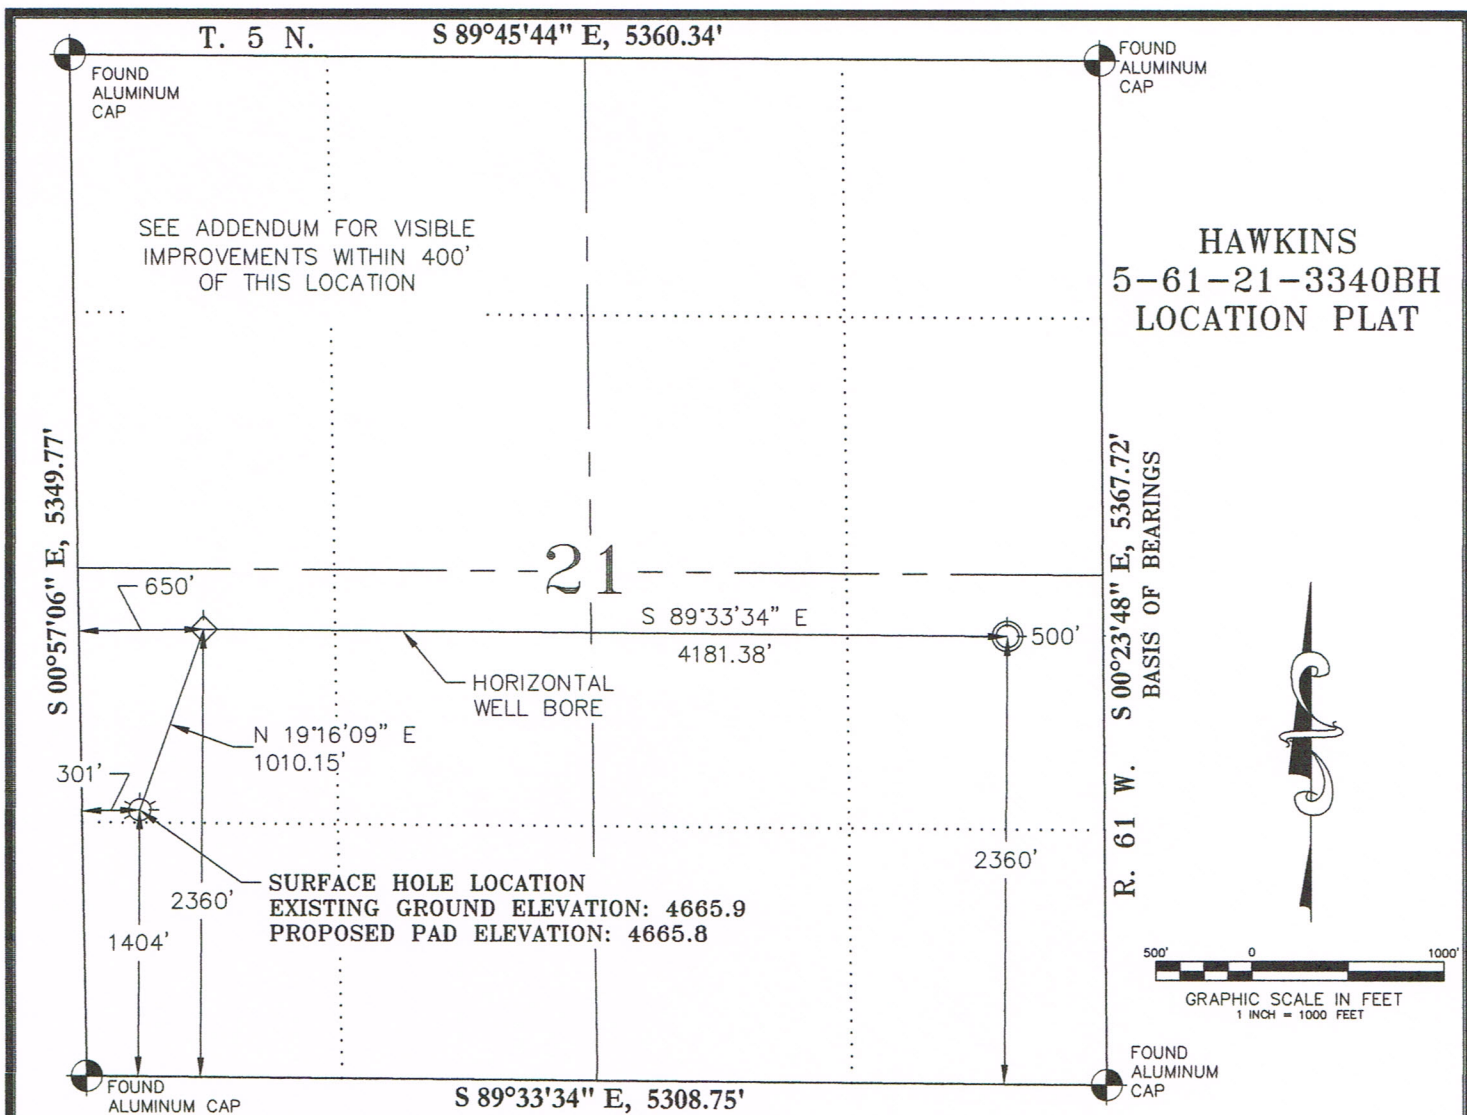 T. 5 N.
S 89°45'44" E, 5360.34'
FOUND
ALUMINUM
CAP
FOUND
ALUMINUM
CAP
SEE ADDENDUM FOR VISIBLE
IMPROVEMENTS WITHIN 400'
OF THIS LOCATION
HAWKINS
5-61-21-3340BH
LOCATION PLAT
S 00°57'06" E, 5349.77'
S 00°23'48" E, 5367.72'
BASIS OF BEARINGS
R. 61 W.
21
650'
S 89°33'34" E
4181.38'
500'
HORIZONTAL
WELL BORE
N 19°16'09" E
1010.15'
301'
2360'
SURFACE HOLE LOCATION
EXISTING GROUND ELEVATION: 4665.9
PROPOSED PAD ELEVATION: 4665.8
2360'
1404'
500' 0 1000'
GRAPHIC SCALE IN FEET
1 INCH = 1000 FEET
FOUND
ALUMINUM CAP
S 89°33'34" E, 5308.75'
FOUND
ALUMINUM
CAP